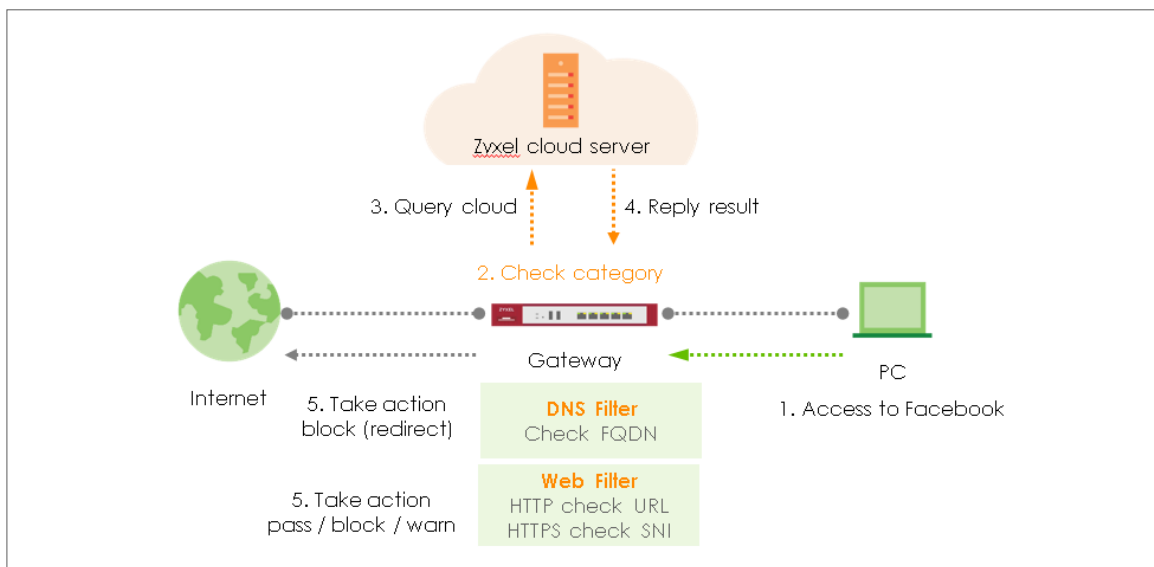 Zyxel cloud server
3. Query cloud
4. Reply result
2. Check category
ZYXEL
Gateway
Internet
PC
1. Access to Facebook
5. Take action
block (redirect)
DNS Filter
Check FQDN
5. Take action
pass / block / warn
Web Filter
HTTP check URL
HTTPS check SNI